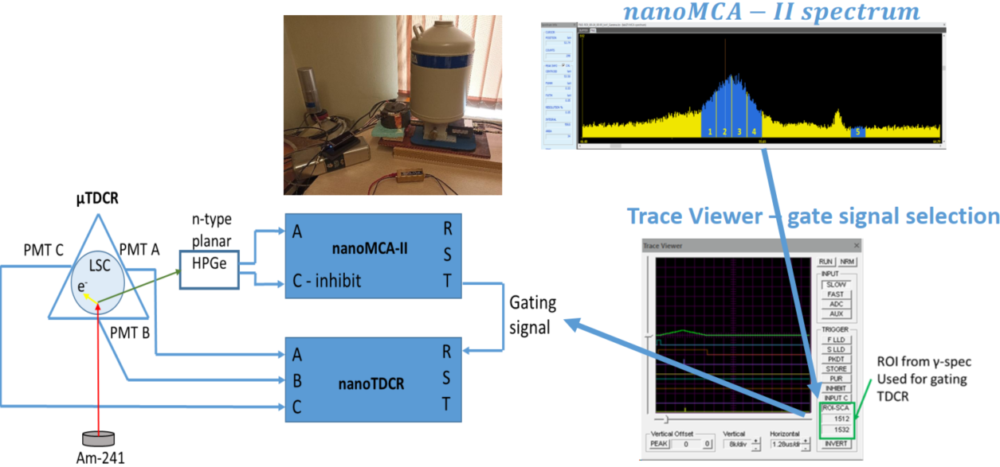 nanoMCA – II spectrum
1
2
3
4
5
μTDCR
PMT C
PMT A
LSC
e-
PMT B
Am-241
n-type
planar
HPGe
A
R
nanoMCA-II
S
C - inhibit
T
Gating
signal
A
R
B
S
nanoTDCR
C
T
Trace Viewer – gate signal selection
Trace Viewer
RUN NRM
INPUT
SLOW
FAST
ADC
AUX
TRIGGER
F LLD
S LLD
PKDT
STORE
PUR
INHIBIT
INPUT C
ROI-SCA
1512
1532
INVERT
Vertical Offset
PEAK 0 0
Vertical
8k/div + -
Horizontal
1.28us/dir + -
ROI from γ-spec
Used for gating
TDCR